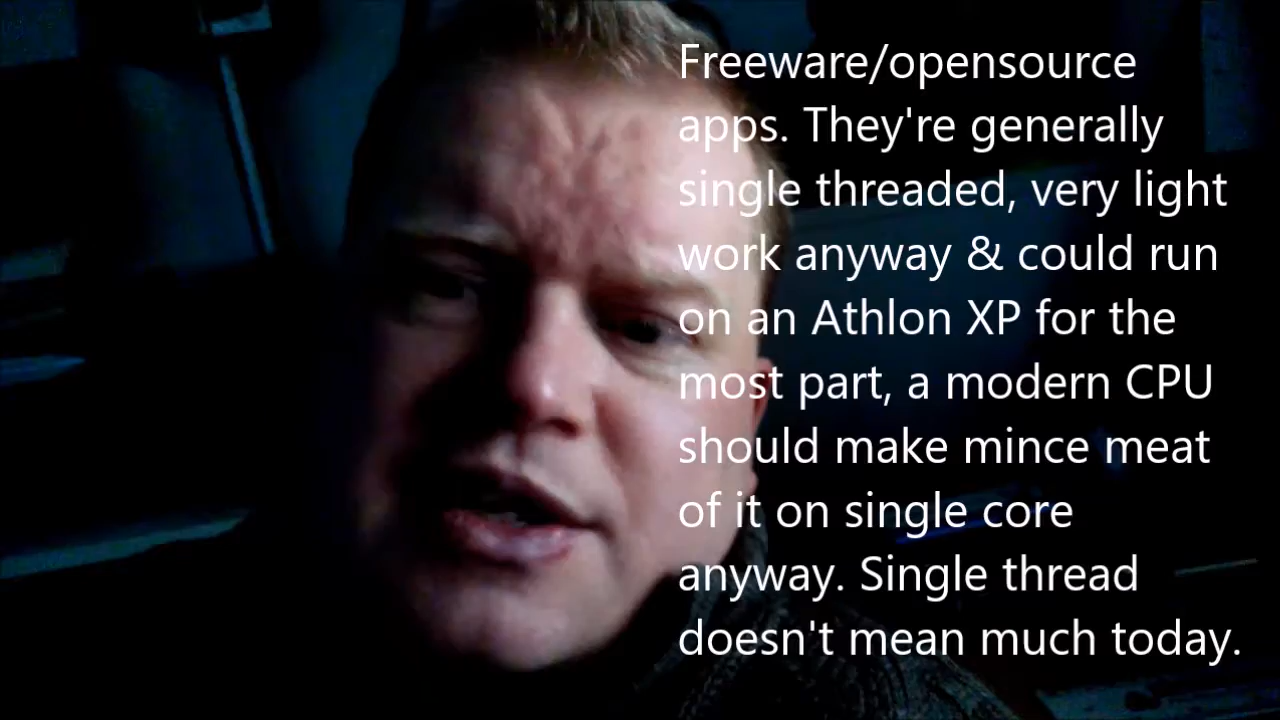 Freeware/opensource
apps. They're generally
single threaded, very light
work anyway & could run
on an Athlon XP for the
most part, a modern CPU
should make mince meat
of it on single core
anyway. Single thread
doesn't mean much today.